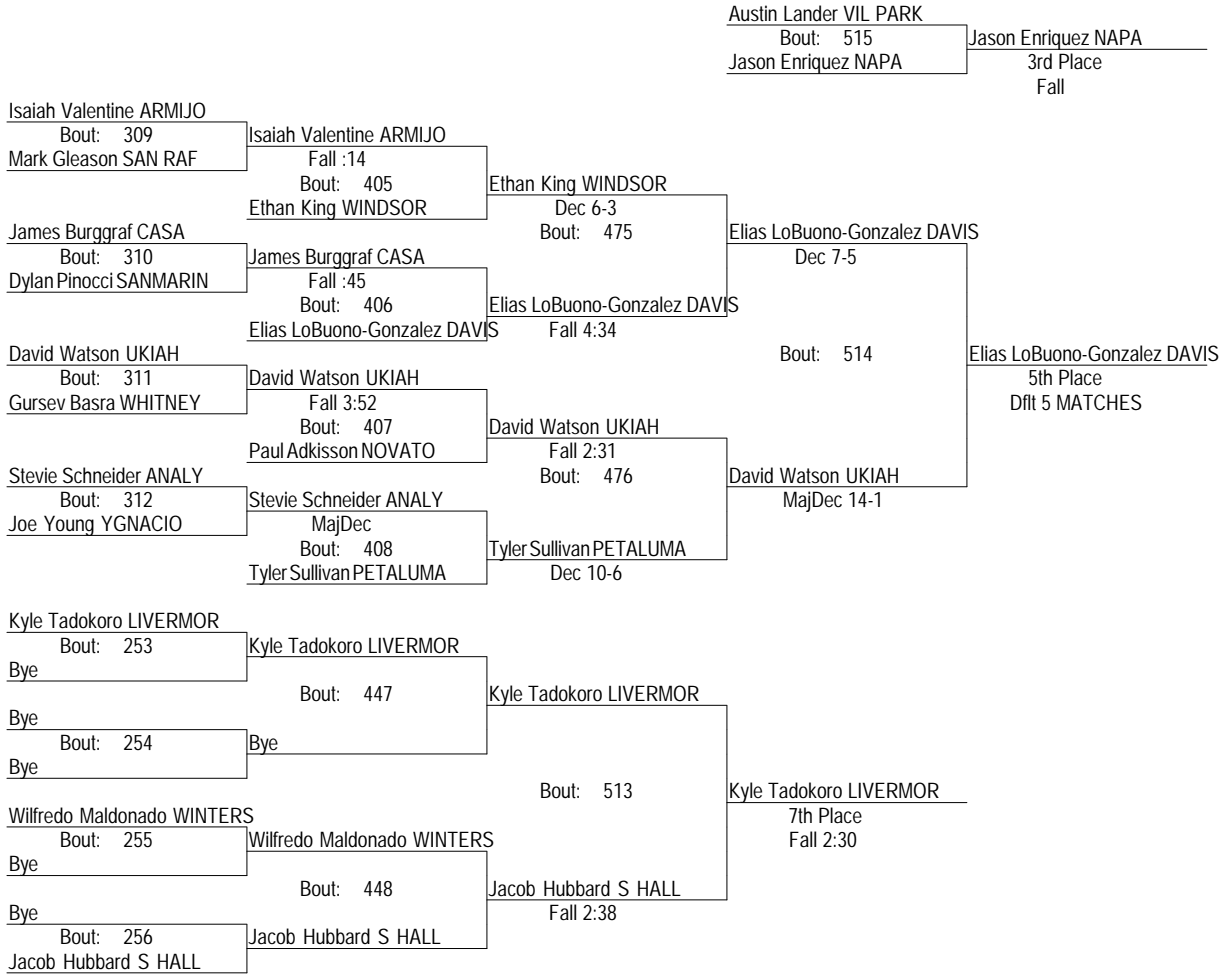 Austin Lander VIL PARK
Bout: 515
Jason Enriquez NAPA
Jason Enriquez NAPA
3rd Place
Fall
Isaiah Valentine ARMIJO
Bout: 309
Mark Gleason SAN RAF
Isaiah Valentine ARMIJO
Fall :14
Bout: 405
Ethan King WINDSOR
Ethan King WINDSOR
Dec 6-3
Bout: 475
James Burggraf CASA
Bout: 310
Dylan Pinocci SANMARIN
James Burggraf CASA
Fall :45
Bout: 406
Elias LoBuono-Gonzalez DAVIS
Elias LoBuono-Gonzalez DAVIS
Fall 4:34
Elias LoBuono-Gonzalez DAVIS
Dec 7-5
Bout: 514
Elias LoBuono-Gonzalez DAVIS
5th Place
Dflt 5 MATCHES
David Watson UKIAH
Bout: 311
Gursev Basra WHITNEY
David Watson UKIAH
Fall 3:52
Bout: 407
Paul Adkisson NOVATO
David Watson UKIAH
Fall 2:31
Bout: 476
David Watson UKIAH
MajDec 14-1
Stevie Schneider ANALY
Bout: 312
Joe Young YGNACIO
Stevie Schneider ANALY
MajDec
Bout: 408
Tyler Sullivan PETALUMA
Tyler Sullivan PETALUMA
Dec 10-6
Kyle Tadokoro LIVERMOR
Bout: 253
Bye
Kyle Tadokoro LIVERMOR
Bout: 447
Kyle Tadokoro LIVERMOR
Bye
Bout: 254
Bye
Bye
Bout: 513
Kyle Tadokoro LIVERMOR
7th Place
Fall 2:30
Wilfredo Maldonado WINTERS
Bout: 255
Bye
Wilfredo Maldonado WINTERS
Bout: 448
Jacob Hubbard S HALL
Fall 2:38
Bye
Bout: 256
Jacob Hubbard S HALL
Jacob Hubbard S HALL